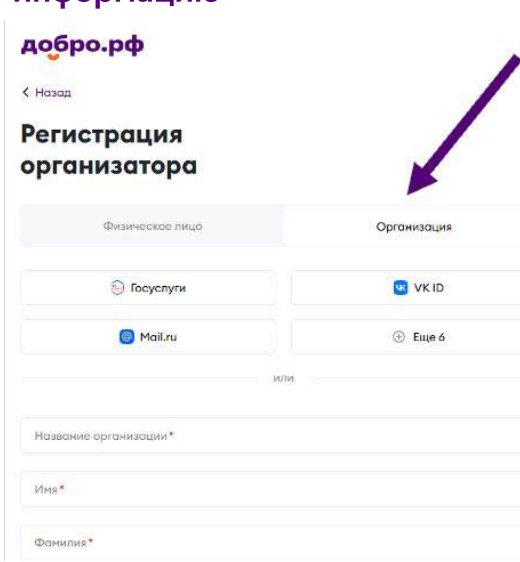 информацию
добро.рф
Назад
Регистрация
организатора
Физическое лицо
Организация
Госуслуги
VK ID
Mail.ru
Еще 6
или
Название организации*
Имя*
Фамилия*